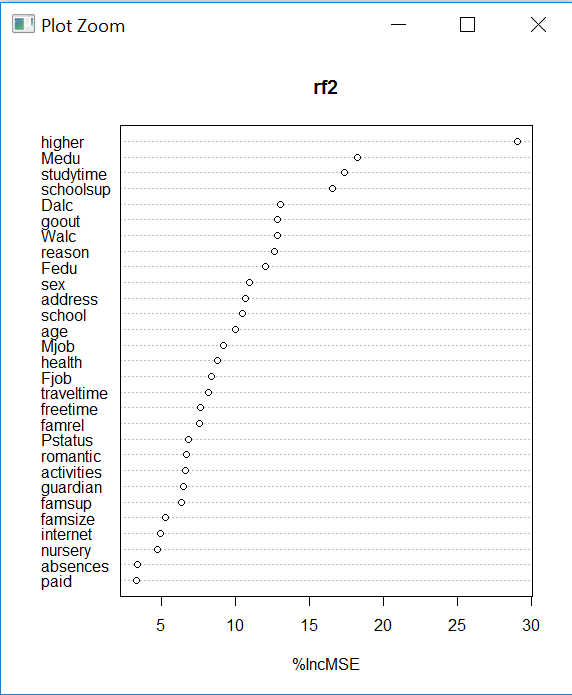 Plot Zoom
rf2
higher
Medu
studytime
schoolsup
Dalc
goout
Walc
reason
Fedu
sex
address
school
age
Mjob
health
Fjob
traveltime
freetime
famrel
Pstatus
romantic
activities
guardian
famsup
famsize
internet
nursery
absences
paid
5 10 15 20 25 30
%IncMSE